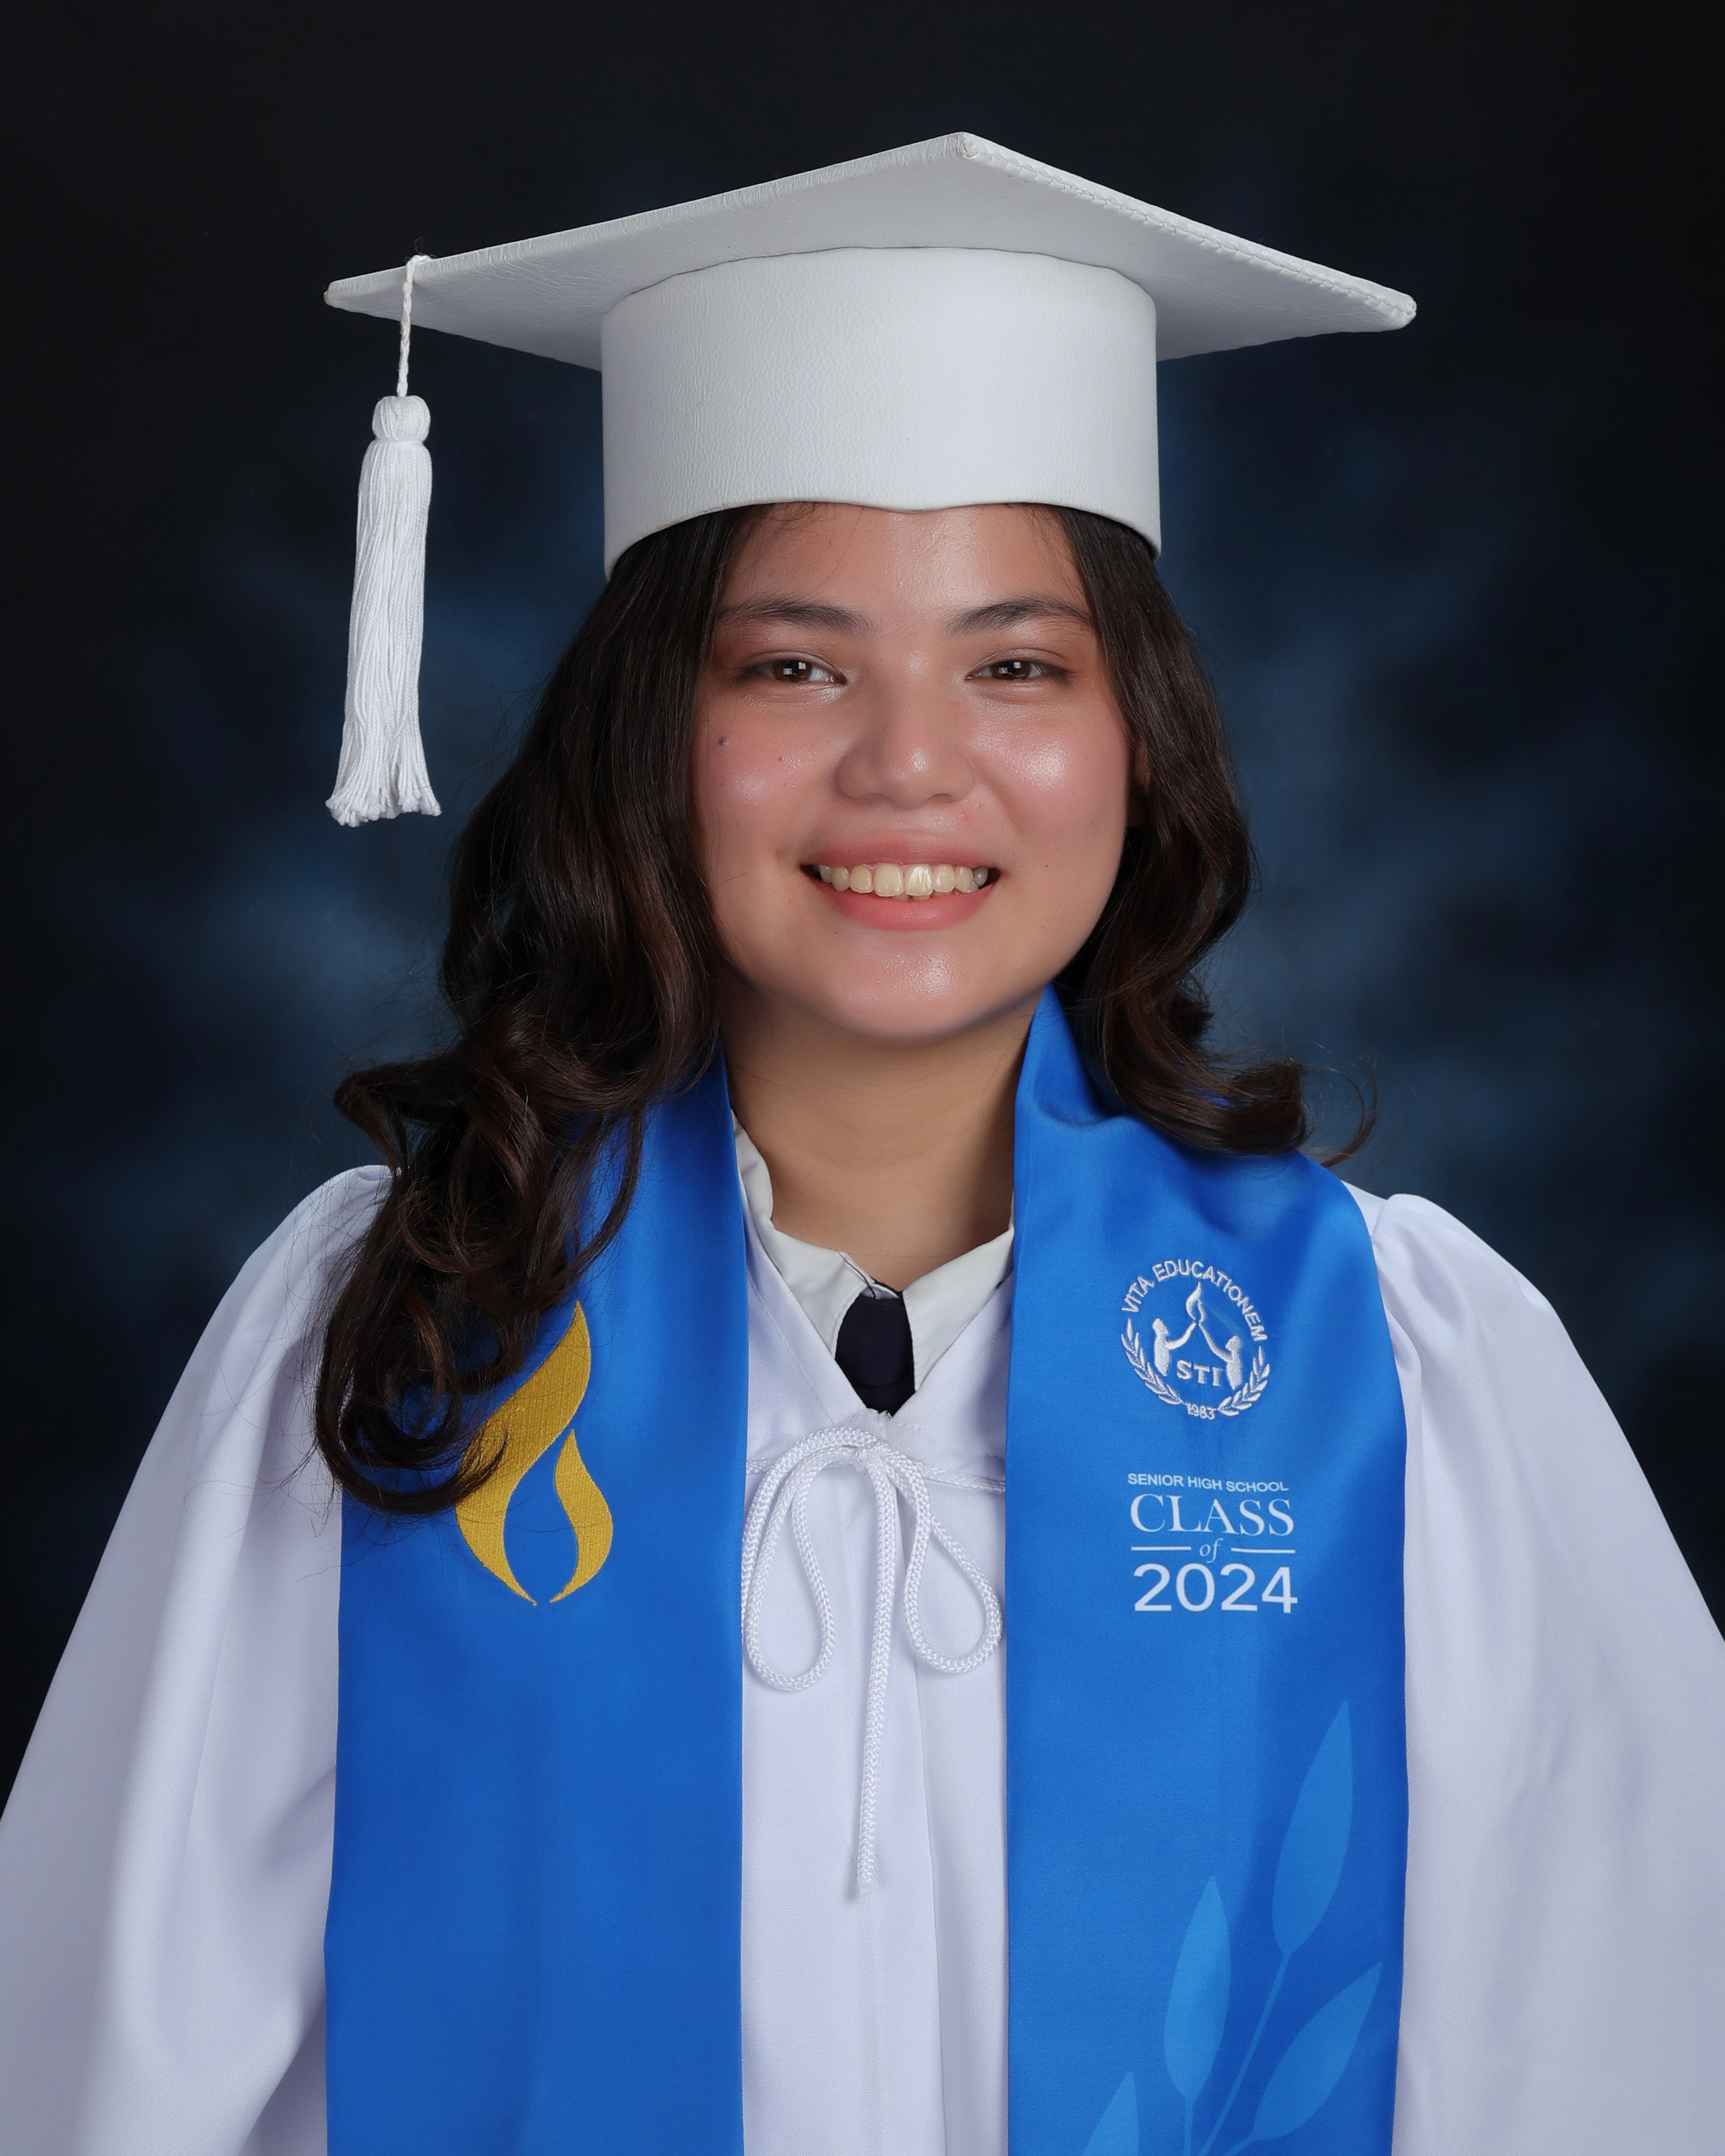 VITA EDUCATIONEM
STI
1983
SENIOR HIGH SCHOOL
CLASS
of
2024